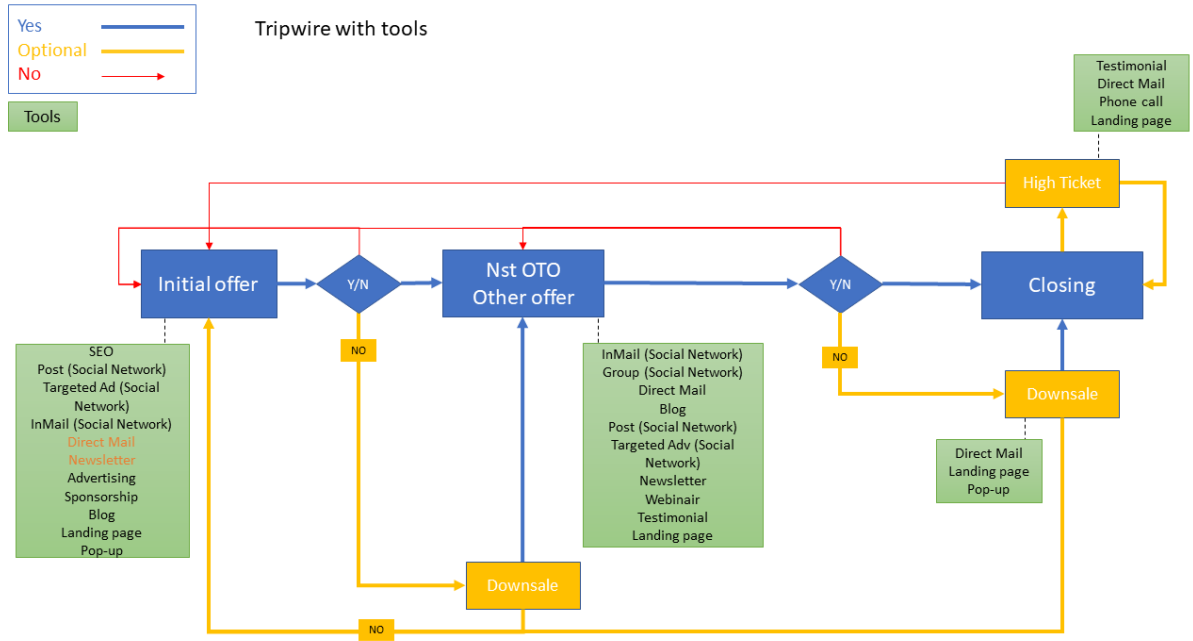 Yes
Optional
No
Tools
Tripwire with tools
Testimonial
Direct Mail
Phone call
Landing page
High Ticket
Initial offer
Y/N
Nst OTO
Other offer
Y/N
Closing
NO
NO
SEO
Post (Social Network)
Targeted Ad (Social
Network)
InMail (Social Network)
Direct Mail
Newsletter
Advertising
Sponsorship
Blog
Landing page
Pop-up
InMail (Social Network)
Group (Social Network)
Direct Mail
Blog
Post (Social Network)
Targeted Adv (Social
Network)
Newsletter
Webinair
Testimonial
Landing page
Downsale
Direct Mail
Landing page
Pop-up
Downsale
NO